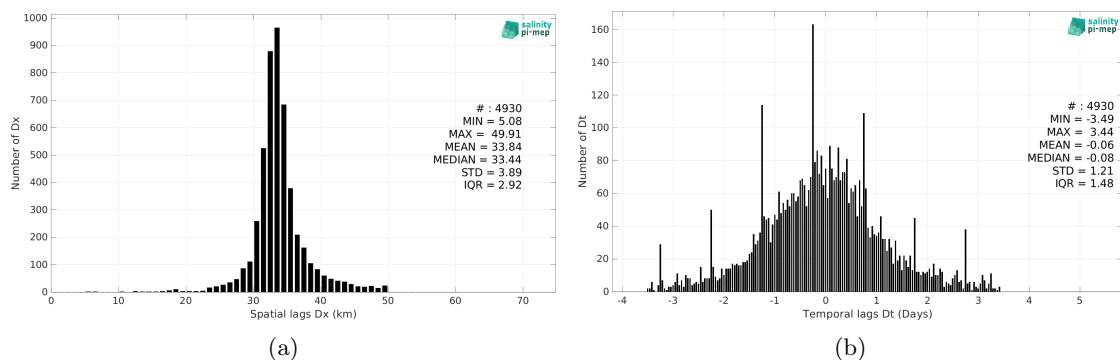 1000
900
800
700
600
500
400
300
200
100
0
Number of Dx
0 10 20 30 40 50 60 70
Spatial lags Dx (km)
salinity
pi-mep
# : 4930
MIN = 5.08
MAX = 49.91
MEAN = 33.84
MEDIAN = 33.44
STD = 3.89
IQR = 2.92
(a)
160
140
120
100
80
60
40
20
0
Number of Dt
-4 -3 -2 -1 0 1 2 3 4 5
Temporal lags Dt (Days)
salinity
pi-mep
# : 4930
MIN = -3.49
MAX = 3.44
MEAN = -0.06
MEDIAN = -0.08
STD = 1.21
IQR = 1.48
(b)